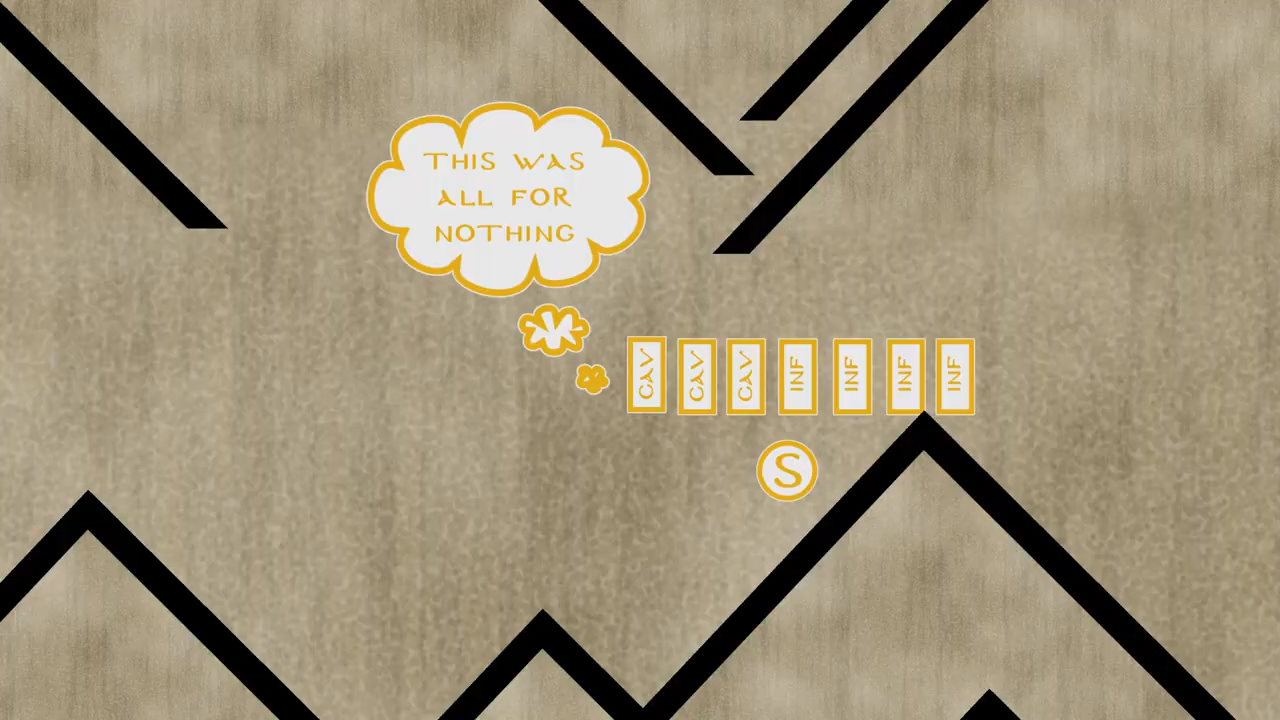 THIS WAS
ALL FOR
NOTHING
CAV CAV CAV INF INF INF INF
S